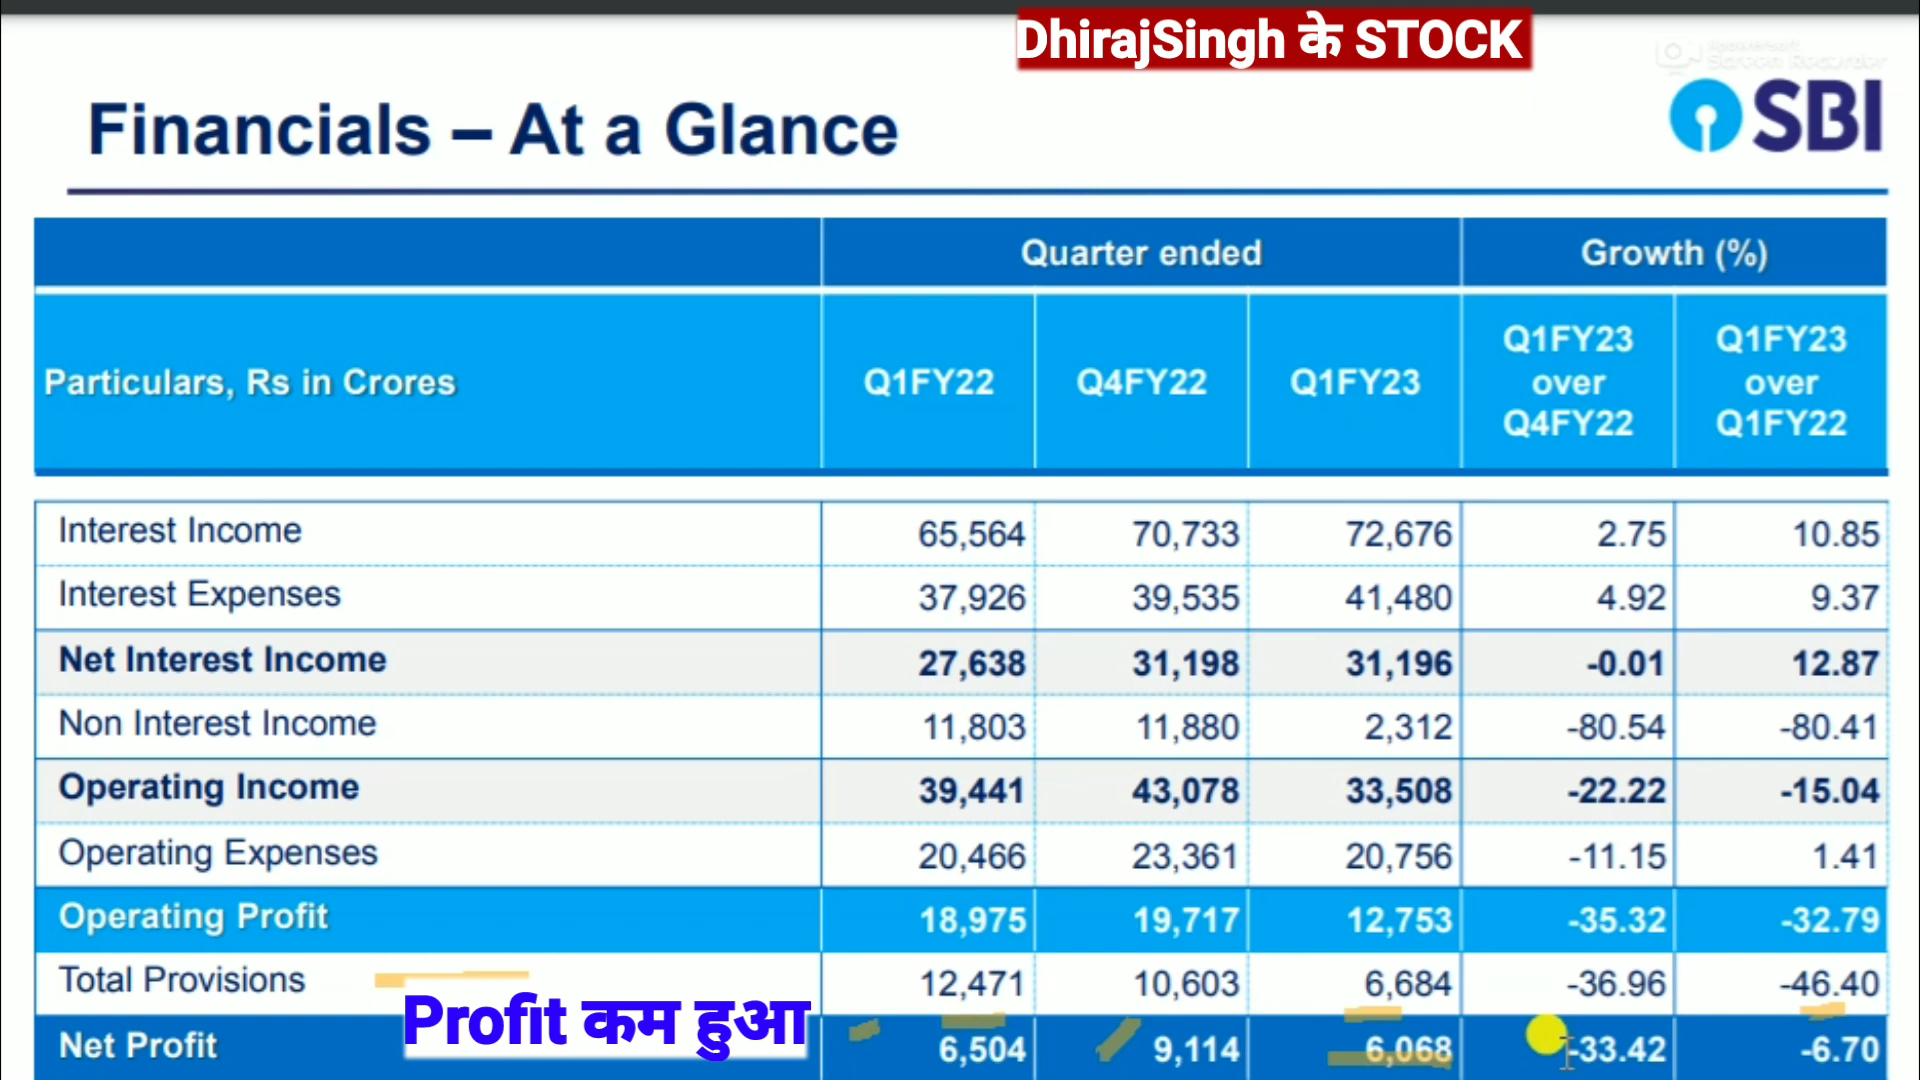 DhirajSingh के STOCK
Screen Recorder
SBI
Financials – At a Glance
Quarter ended Growth (%)
Particulars, Rs in Crores Q1FY22 Q4FY22 Q1FY23 Q1FY23 over Q4FY22 Q1FY23 over Q1FY22
Interest Income 65,564 70,733 72,676 2.75 10.85
Interest Expenses 37,926 39,535 41,480 4.92 9.37
Net Interest Income 27,638 31,198 31,196 -0.01 12.87
Non Interest Income 11,803 11,880 2,312 -80.54 -80.41
Operating Income 39,441 43,078 33,508 -22.22 -15.04
Operating Expenses 20,466 23,361 20,756 -11.15 1.41
Operating Profit 18,975 19,717 12,753 -35.32 -32.79
Total Provisions 12,471 10,603 6,684 -36.96 -46.40
Profit कम हुआ
Net Profit 6,504 9,114 6,068 -33.42 -6.70